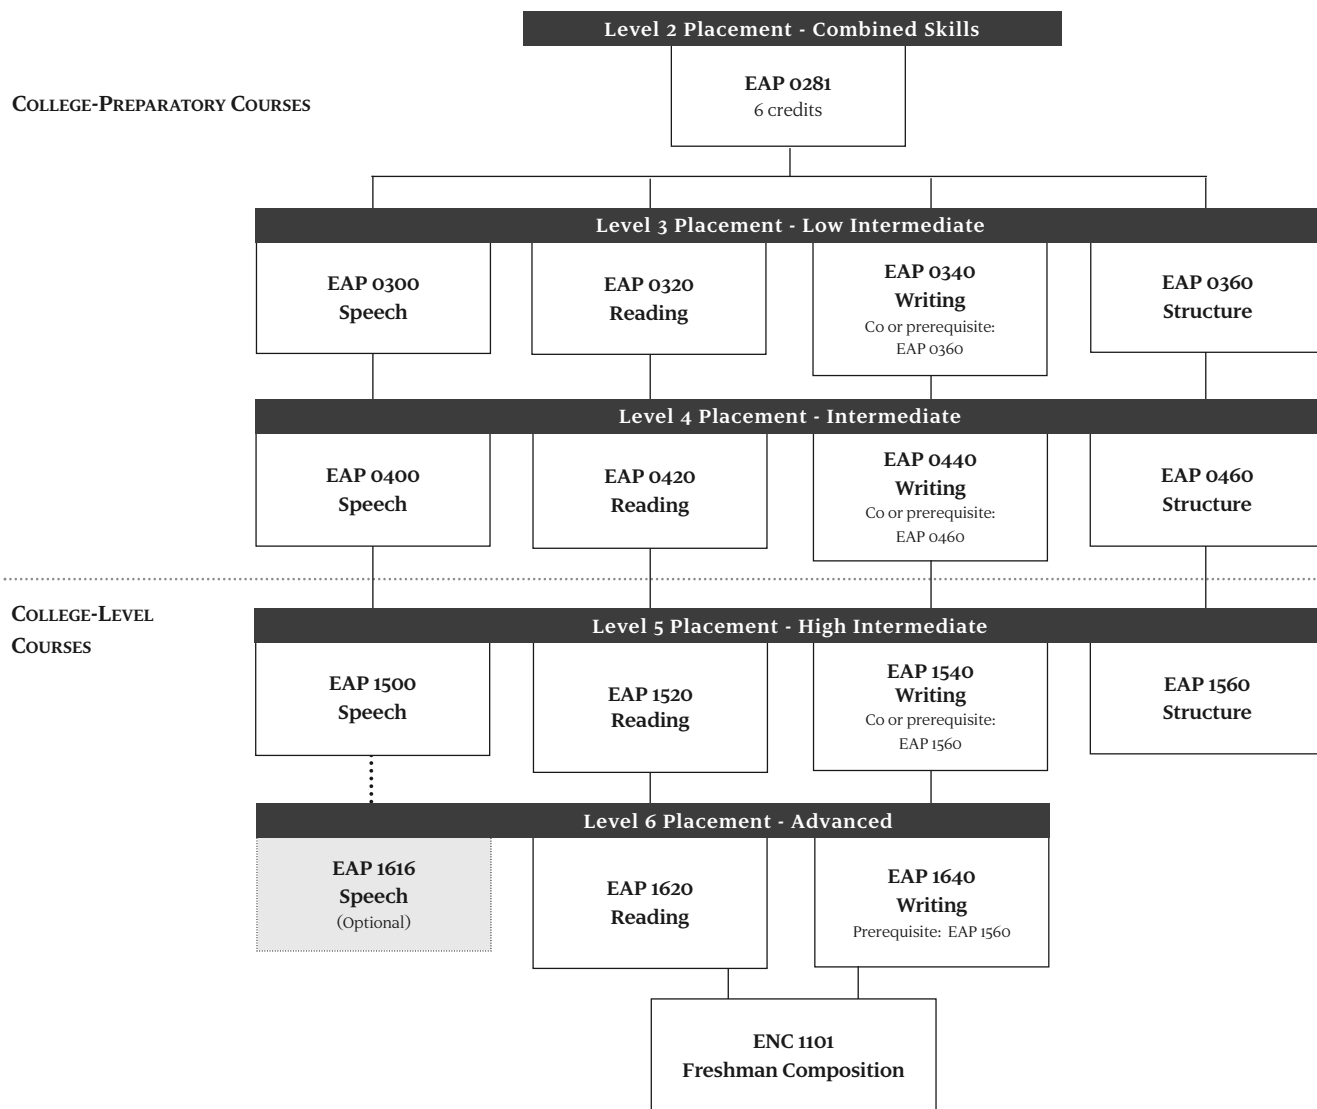 Level 2 Placement - Combined Skills
EAP 0281
6 credits
College-Preparatory Courses
Level 3 Placement - Low Intermediate
EAP 0300
Speech
EAP 0320
Reading
EAP 0340
Writing
Co or prerequisite:
EAP 0360
EAP 0360
Structure
Level 4 Placement - Intermediate
EAP 0400
Speech
EAP 0420
Reading
EAP 0440
Writing
Co or prerequisite:
EAP 0460
EAP 0460
Structure
College-Level
Courses
Level 5 Placement - High Intermediate
EAP 1500
Speech
EAP 1520
Reading
EAP 1540
Writing
Co or prerequisite:
EAP 1560
EAP 1560
Structure
Level 6 Placement - Advanced
EAP 1616
Speech
(Optional)
EAP 1620
Reading
EAP 1640
Writing
Prerequisite: EAP 1560
ENC 1101
Freshman Composition